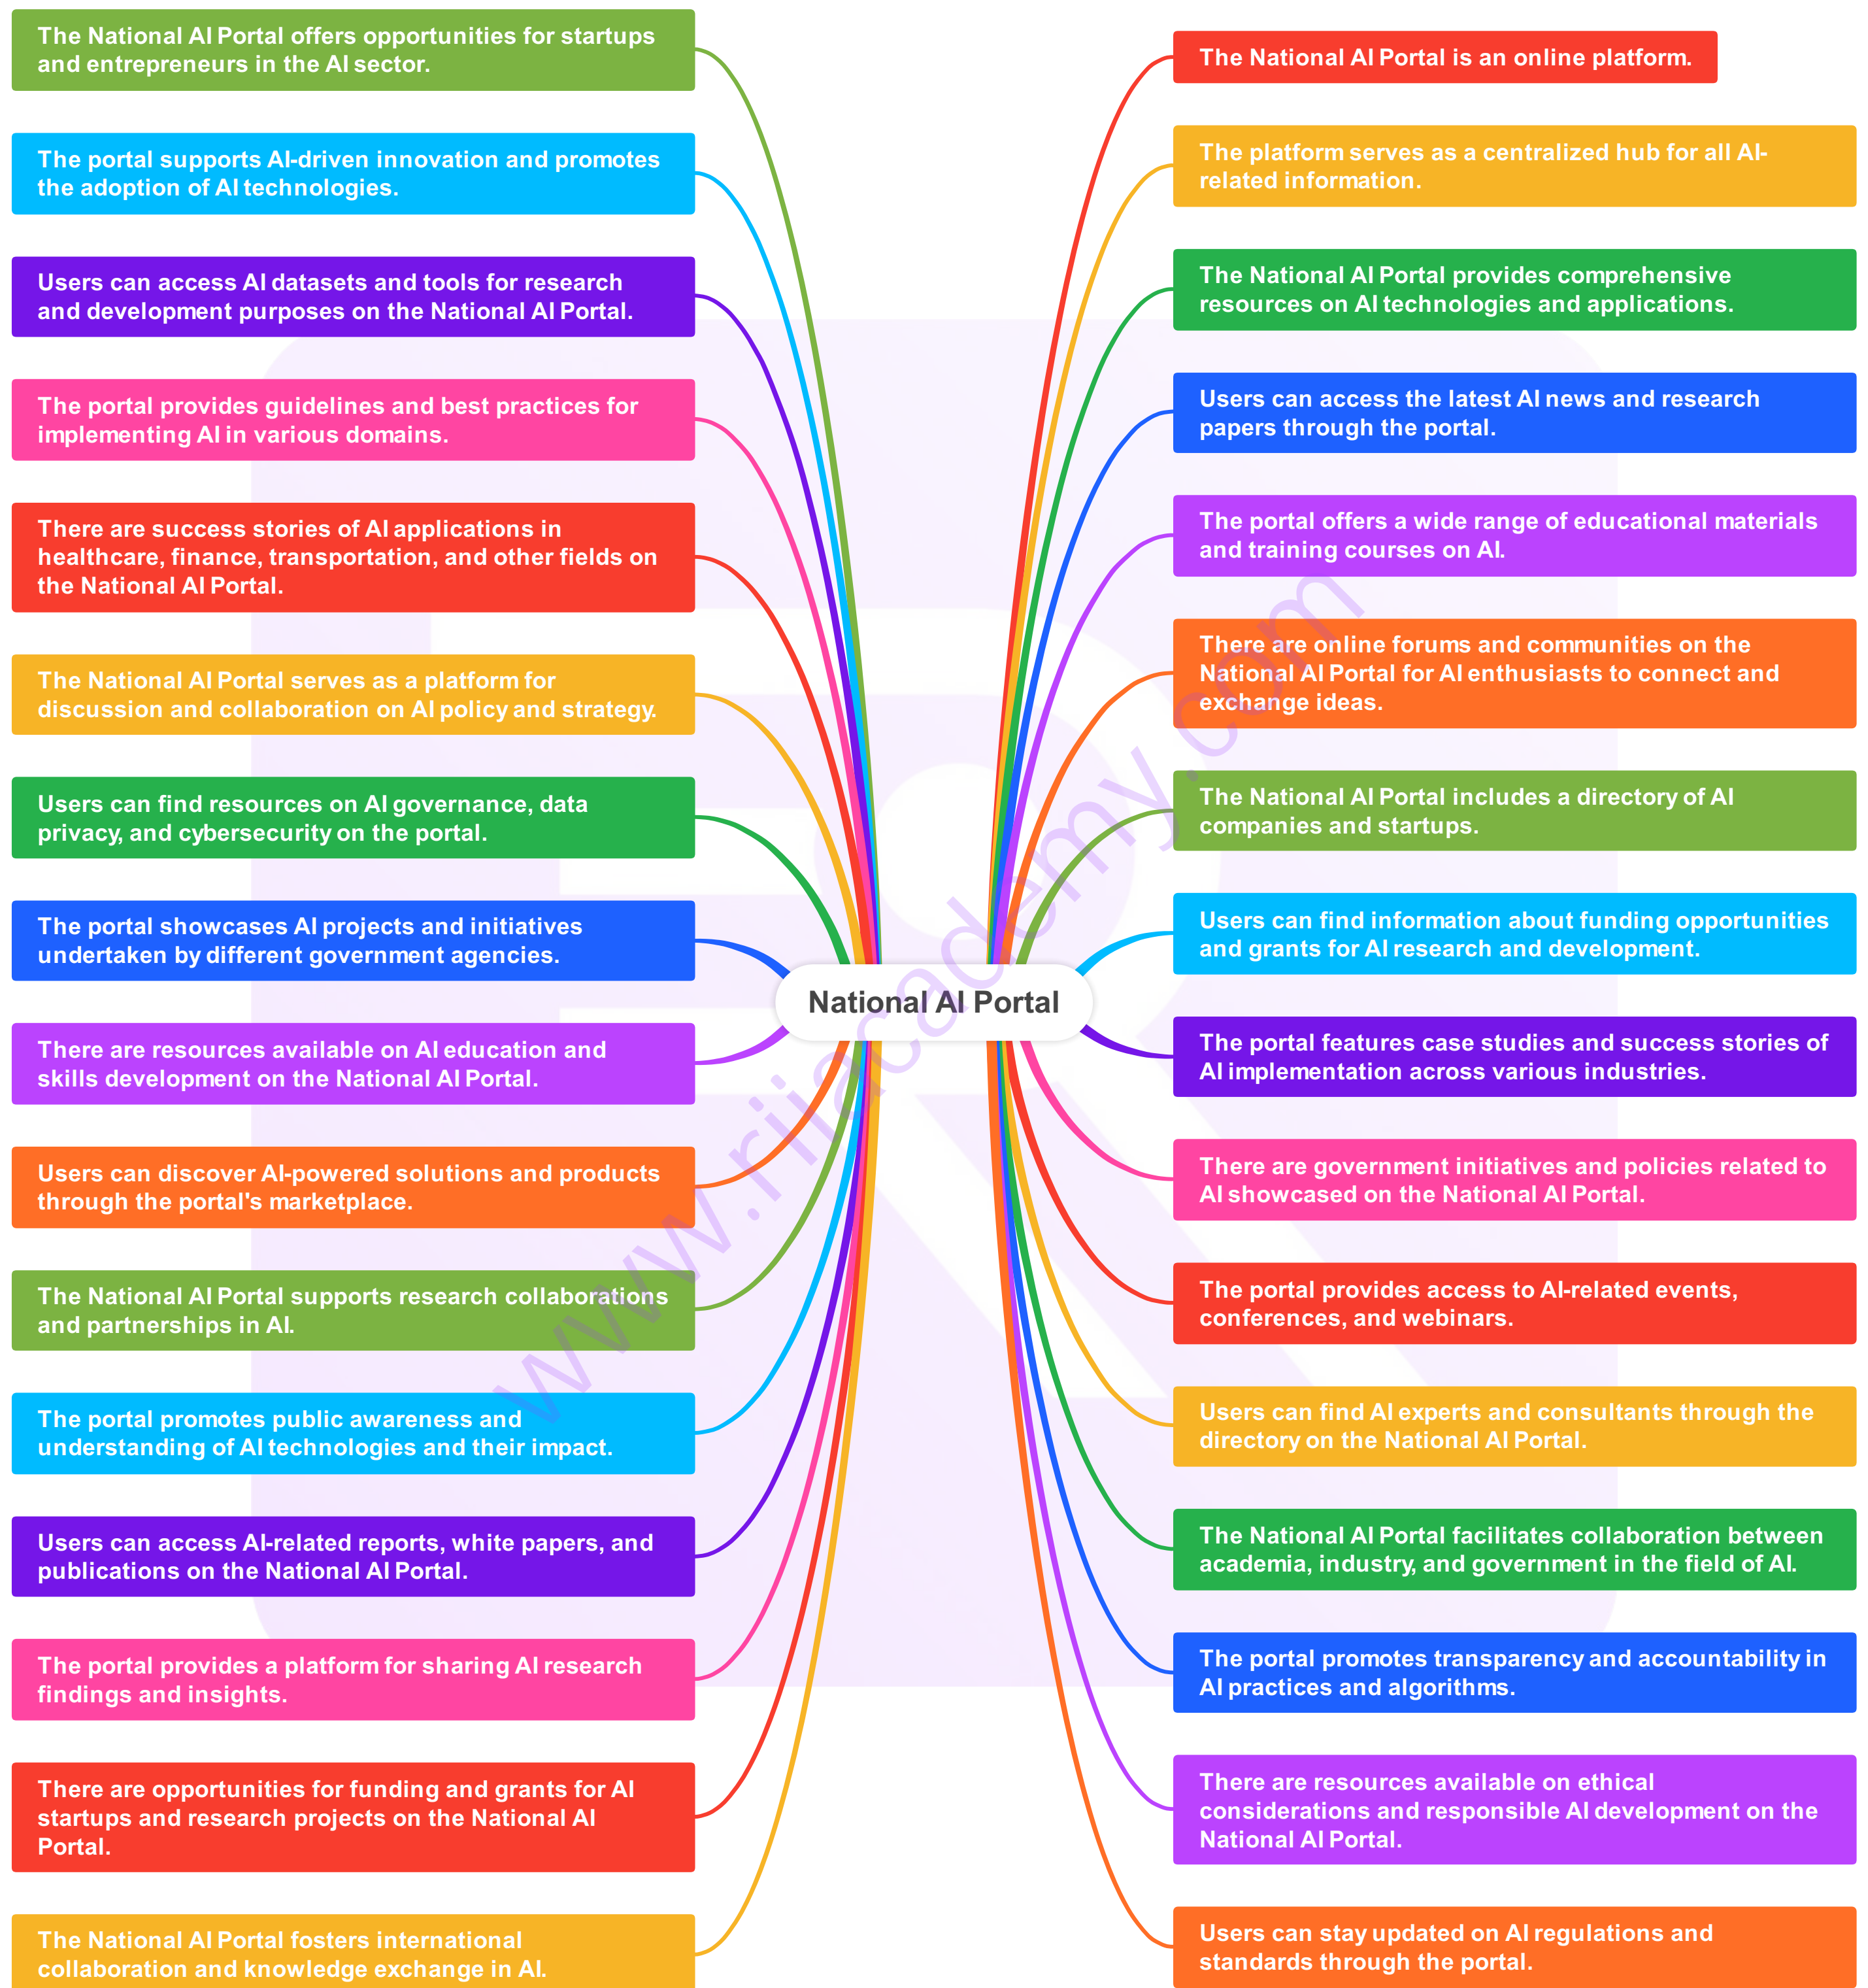 The National AI Portal offers opportunities for startups
and entrepreneurs in the AI sector.
The portal supports AI-driven innovation and promotes
the adoption of AI technologies.
Users can access AI datasets and tools for research
and development purposes on the National AI Portal.
The portal provides guidelines and best practices for
implementing AI in various domains.
There are success stories of AI applications in
healthcare, finance, transportation, and other fields on
the National AI Portal.
The National AI Portal serves as a platform for
discussion and collaboration on AI policy and strategy.
Users can find resources on AI governance, data
privacy, and cybersecurity on the portal.
The portal showcases AI projects and initiatives
undertaken by different government agencies.
There are resources available on AI education and
skills development on the National AI Portal.
Users can discover AI-powered solutions and products
through the portal's marketplace.
The National AI Portal supports research collaborations
and partnerships in AI.
The portal promotes public awareness and
understanding of AI technologies and their impact.
Users can access AI-related reports, white papers, and
publications on the National AI Portal.
The portal provides a platform for sharing AI research
findings and insights.
There are opportunities for funding and grants for AI
startups and research projects on the National AI
Portal.
The National AI Portal fosters international
collaboration and knowledge exchange in AI.
National AI Portal
The National AI Portal is an online platform.
The platform serves as a centralized hub for all AI-
related information.
The National AI Portal provides comprehensive
resources on AI technologies and applications.
Users can access the latest AI news and research
papers through the portal.
The portal offers a wide range of educational materials
and training courses on AI.
There are online forums and communities on the
National AI Portal for AI enthusiasts to connect and
exchange ideas.
The National AI Portal includes a directory of AI
companies and startups.
Users can find information about funding opportunities
and grants for AI research and development.
The portal features case studies and success stories of
AI implementation across various industries.
There are government initiatives and policies related to
AI showcased on the National AI Portal.
The portal provides access to AI-related events,
conferences, and webinars.
Users can find AI experts and consultants through the
directory on the National AI Portal.
The National AI Portal facilitates collaboration between
academia, industry, and government in the field of AI.
The portal promotes transparency and accountability in
AI practices and algorithms.
There are resources available on ethical
considerations and responsible AI development on the
National AI Portal.
Users can stay updated on AI regulations and
standards through the portal.
www.rijacademy.com